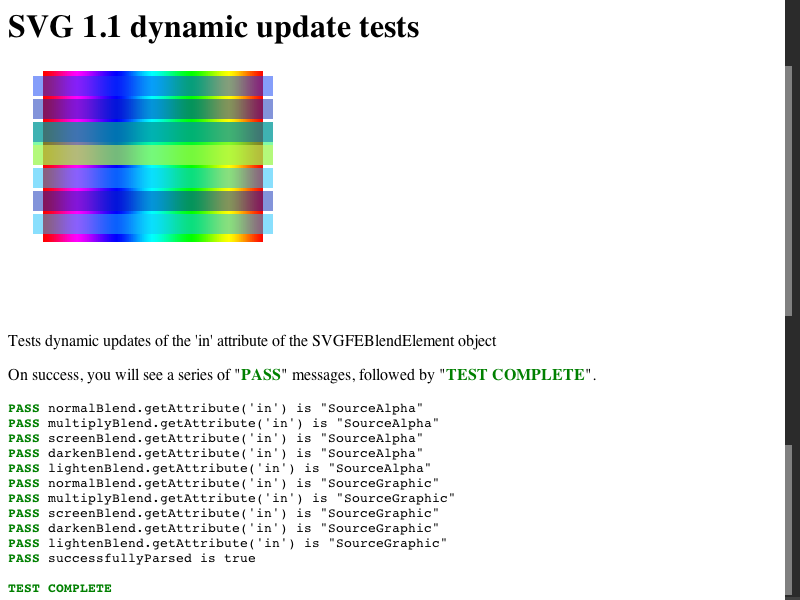 SVG 1.1 dynamic update tests
Tests dynamic updates of the 'in' attribute of the SVGFEBlendElement object
On success, you will see a series of "PASS" messages, followed by "TEST COMPLETE".
PASS normalBlend.getAttribute('in') is "SourceAlpha"
PASS multiplyBlend.getAttribute('in') is "SourceAlpha"
PASS screenBlend.getAttribute('in') is "SourceAlpha"
PASS darkenBlend.getAttribute('in') is "SourceAlpha"
PASS lightenBlend.getAttribute('in') is "SourceAlpha"
PASS normalBlend.getAttribute('in') is "SourceGraphic"
PASS multiplyBlend.getAttribute('in') is "SourceGraphic"
PASS screenBlend.getAttribute('in') is "SourceGraphic"
PASS darkenBlend.getAttribute('in') is "SourceGraphic"
PASS lightenBlend.getAttribute('in') is "SourceGraphic"
PASS successfullyParsed is true
TEST COMPLETE